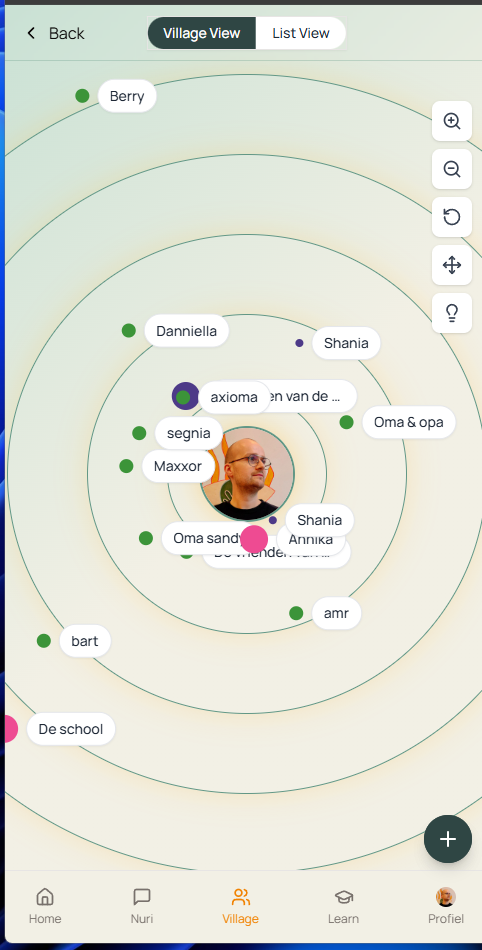 Back
Village View
List View
Berry
Danniella
Shania
axioma
en van de ...
Oma & opa
segnia
Maxxor
Shania
Oma sandy
Annika
De vrienden
amr
bart
De school
Home
Nuri
Village
Learn
Profiel